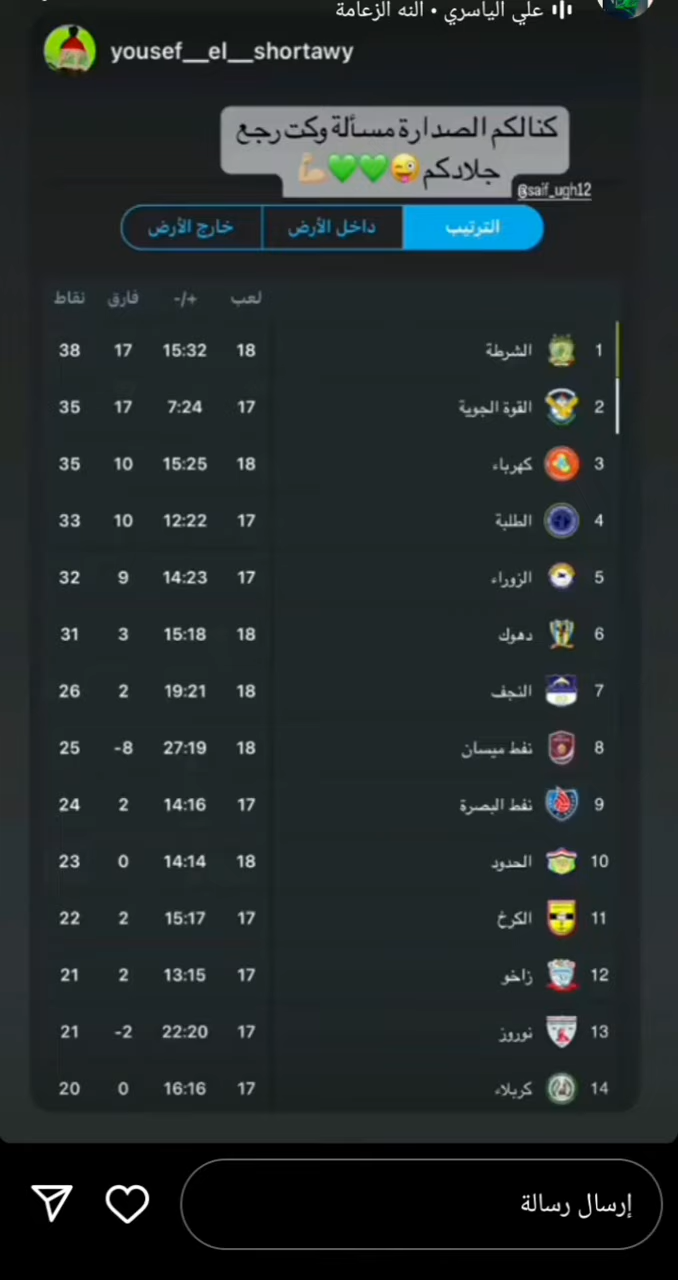 علي الياسري • النه الزعامة
yousef__el__shortawy
كنالكم الصدارة مسألة وكت رجع
جلادكم😜💚💚💪🏼
@saif_ugh12
الترتيب داخل الأرض خارج الأرض
لعب +/- فارق نقاط
1 الشرطة 18 15:32 17 38
2 القوة الجوية 17 7:24 17 35
3 كهرباء 18 15:25 10 35
4 الطلبة 17 12:22 10 33
5 الزوراء 17 14:23 9 32
6 دهوك 18 15:18 3 31
7 النجف 18 19:21 2 26
8 نفط ميسان 18 27:19 -8 25
9 نفط البصرة 17 14:16 2 24
10 الحدود 18 14:14 0 23
11 الكرخ 17 15:17 2 22
12 زاخو 17 13:15 2 21
13 نوروز 17 22:20 -2 21
14 كربلاء 17 16:16 0 20
إرسال رسالة